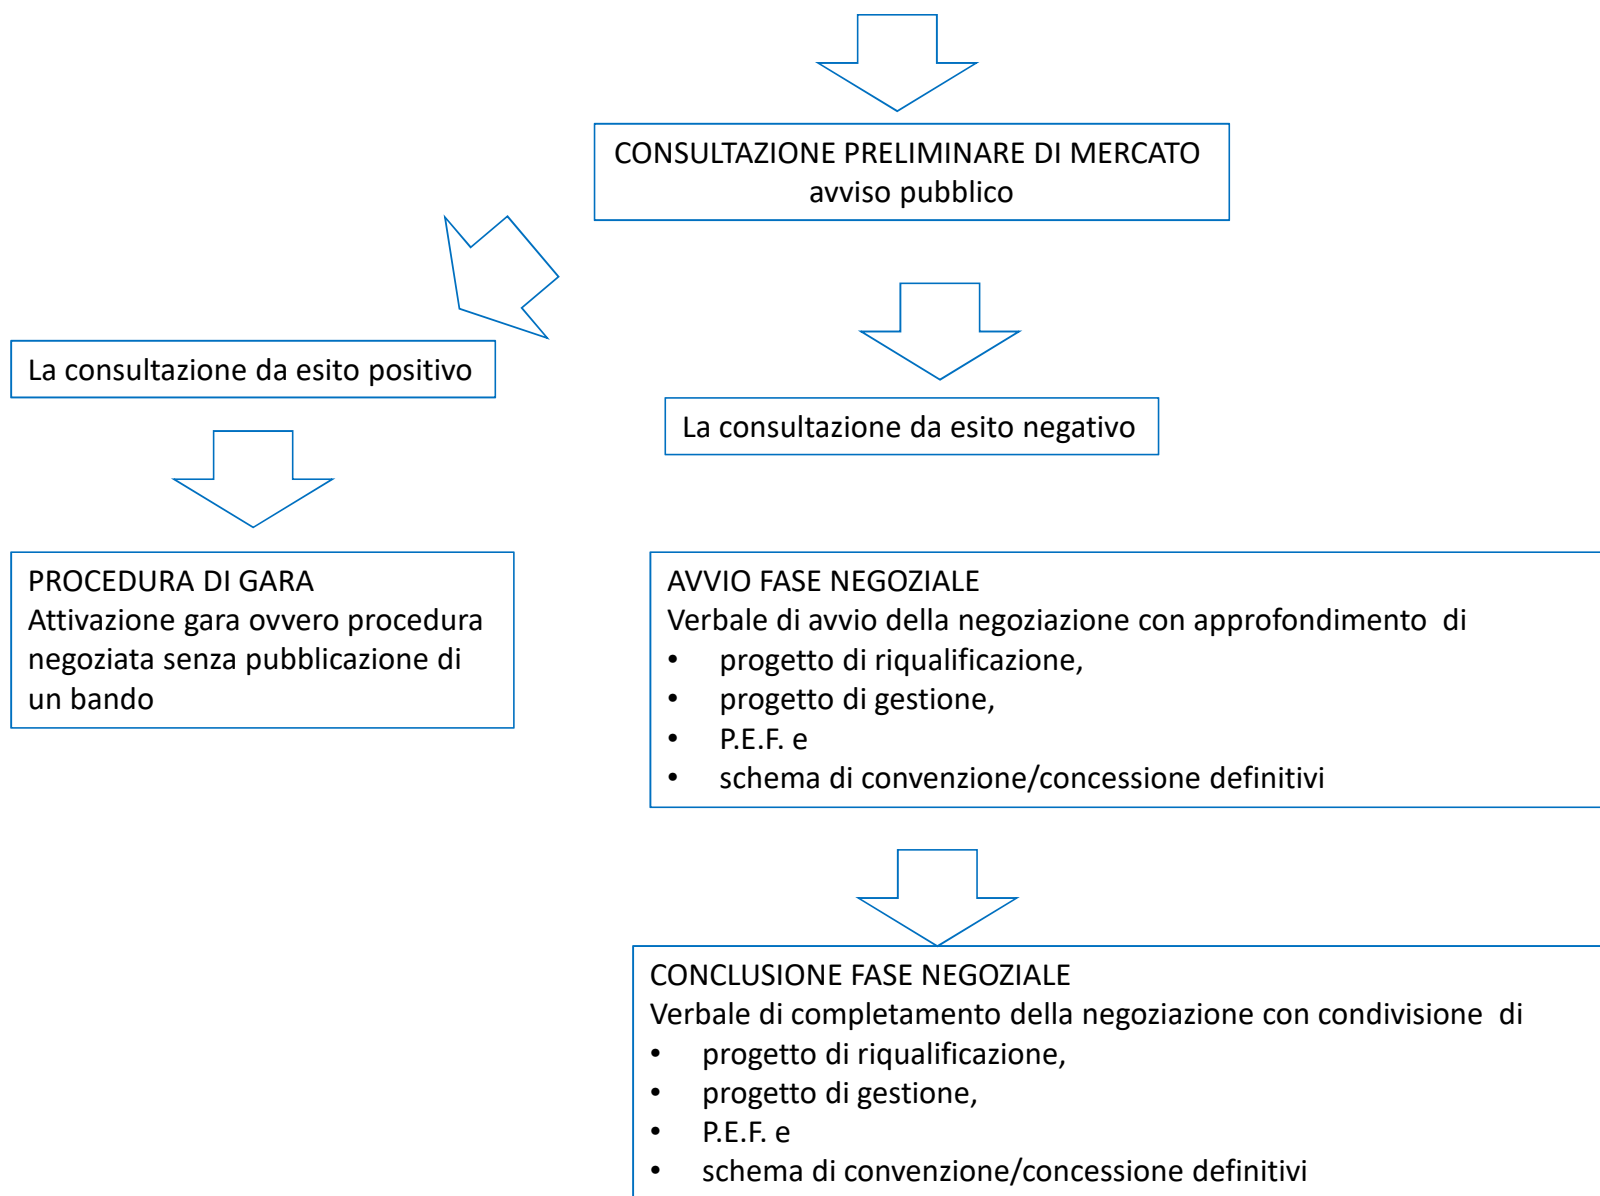 CONSULTAZIONE PRELIMINARE DI MERCATO
avviso pubblico
La consultazione da esito positivo
La consultazione da esito negativo
PROCEDURA DI GARA
Attivazione gara ovvero procedura
negoziata senza pubblicazione di
un bando
AVVIO FASE NEGOZIALE
Verbale di avvio della negoziazione con approfondimento di
• progetto di riqualificazione,
• progetto di gestione,
• P.E.F. e
• schema di convenzione/concessione definitivi
CONCLUSIONE FASE NEGOZIALE
Verbale di completamento della negoziazione con condivisione di
• progetto di riqualificazione,
• progetto di gestione,
• P.E.F. e
• schema di convenzione/concessione definitivi